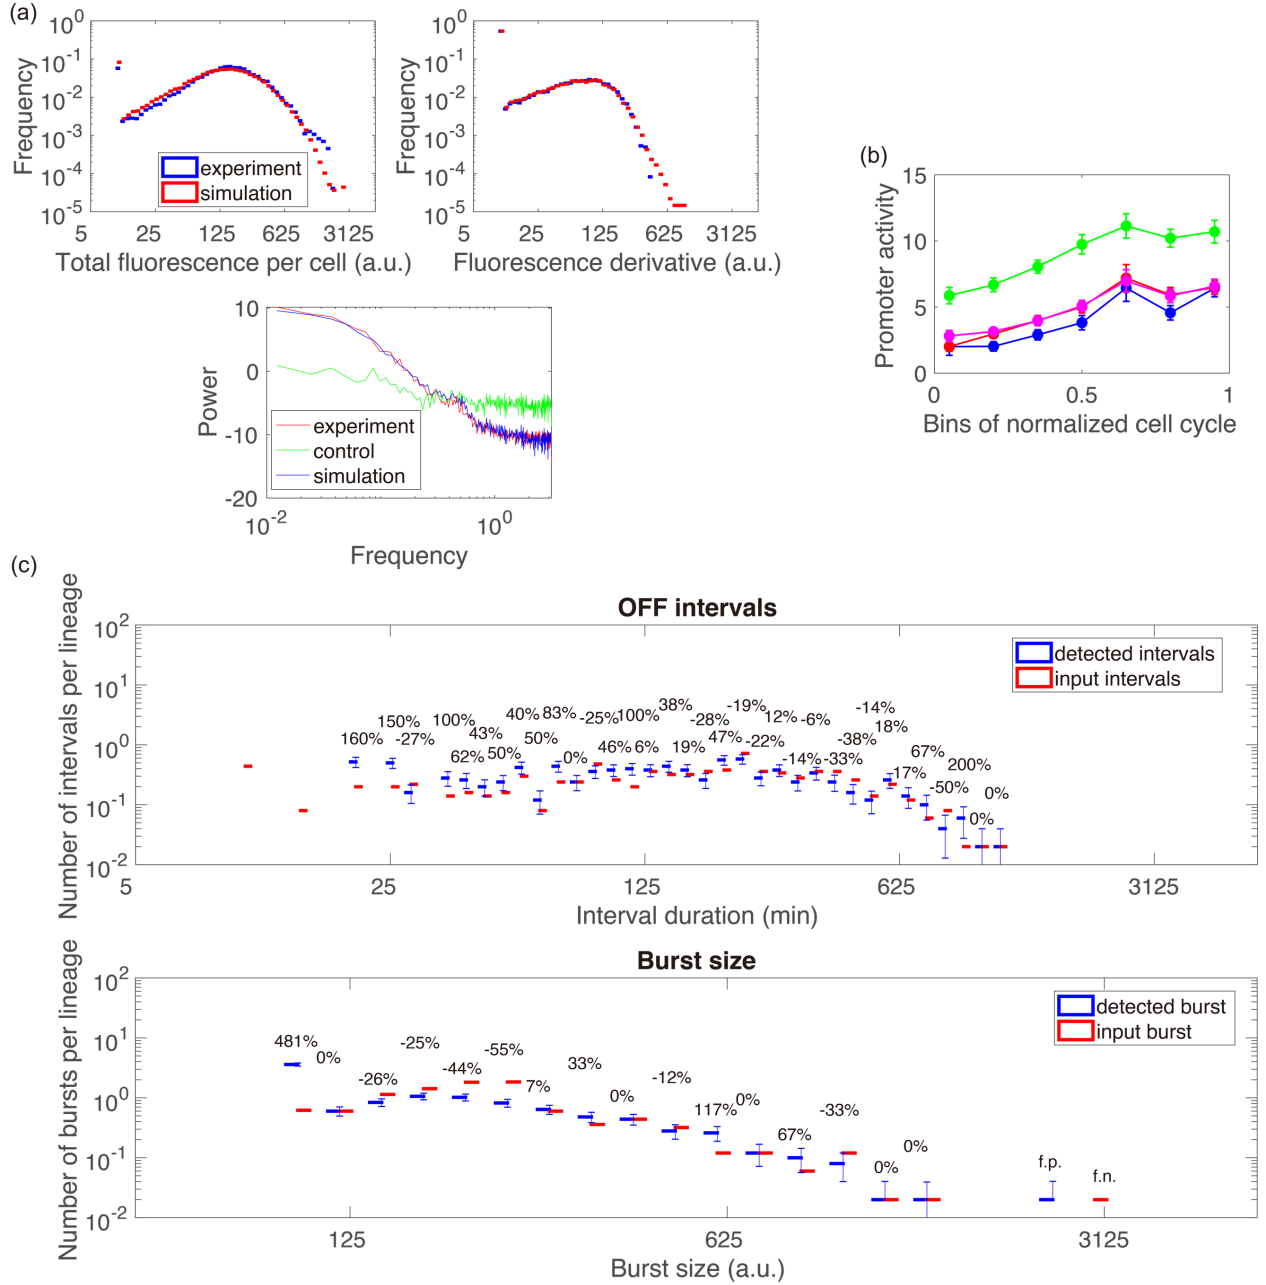 (a)
10^0
10^-1
10^-2
10^-3
10^-4
10^-5
Frequency
experiment
simulation
5 25 125 625 3125
Total fluorescence per cell (a.u.)
10^0
10^-1
10^-2
10^-3
10^-4
10^-5
Frequency
5 25 125 625 3125
Fluorescence derivative (a.u.)
10
0
-10
-20
Power
experiment
control
simulation
10^-2 10^0
Frequency
(b)
15
10
5
0
Promoter activity
0 0.5 1
Bins of normalized cell cycle
(c)
OFF intervals
Number of intervals per lineage
10^2
10^1
10^0
10^-1
10^-2
detected intervals
input intervals
160%
150%
-27%
100%
62%
43%
50%
40%
50%
83%
0%
-25%
46%
100%
6%
38%
19%
-28%
47%
-19%
-22%
12%
-14%
-6%
-33%
-38%
-14%
18%
17%
67%
-50%
200%
0%
0%
5 25 125 625 3125
Interval duration (min)
Burst size
Number of bursts per lineage
10^2
10^1
10^0
10^-1
10^-2
detected burst
input burst
481%
0%
-26%
-25%
-44%
-55%
7%
33%
0%
-12%
117%
0%
67%
-33%
0%
0%
f.p.
f.n.
125 625 3125
Burst size (a.u.)